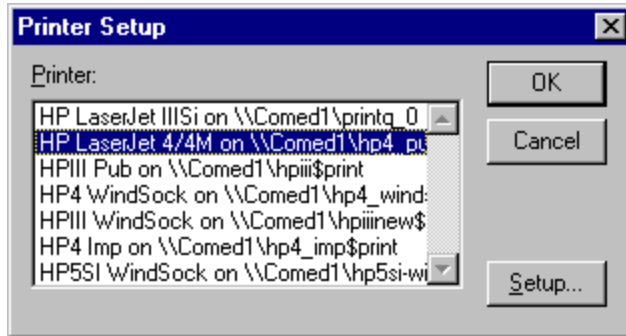 Printer Setup
Printer:
HP LaserJet IIISi on \\Comed1\printq_0
HP LaserJet 4/4M on \\Comed1\hp4_pu
HPIII Pub on \\Comed1\hpiii$print
HP4 WindSock on \\Comed1\hp4_winds
HPIII WindSock on \\Comed1\hpiiinew$
HP4 Imp on \\Comed1\hp4_imp$print
HP5SI WindSock on \\Comed1\hp5si-wi
OK
Cancel
Setup...